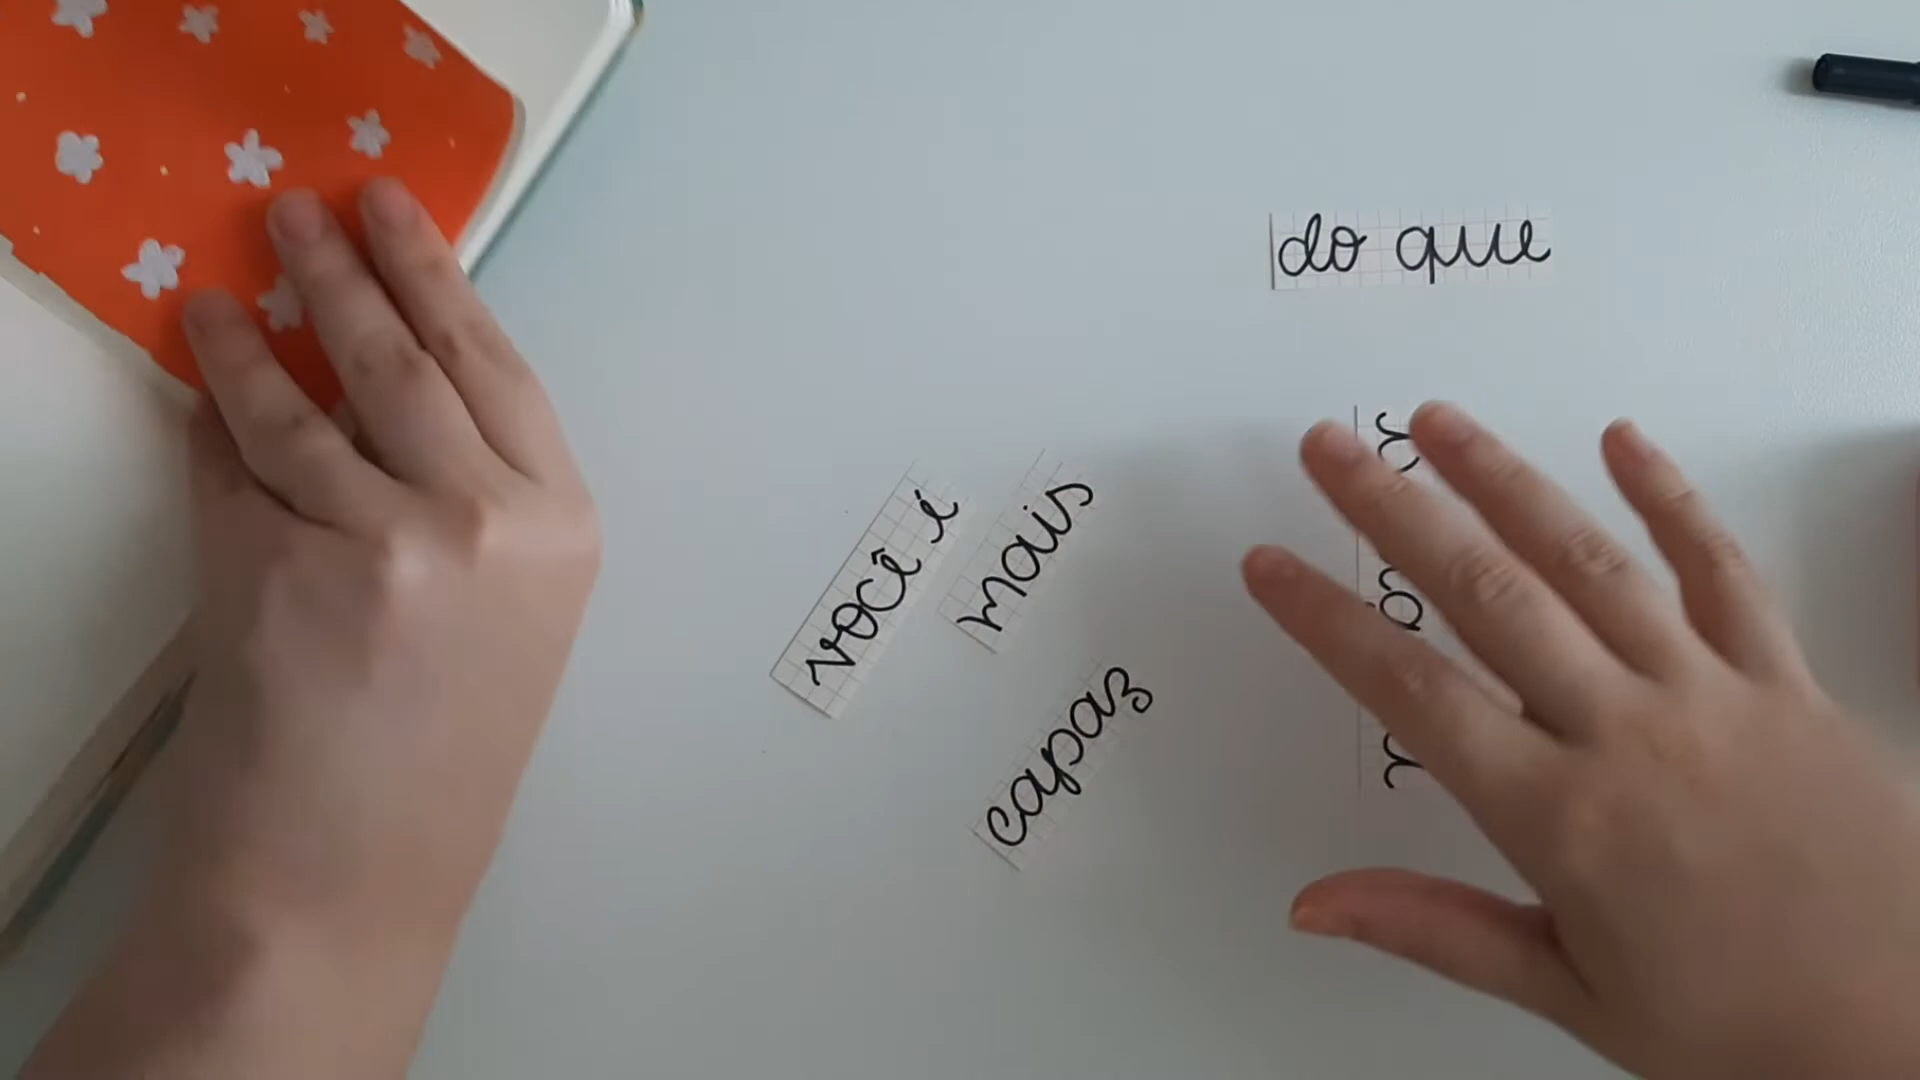 você é
mais
capaz
do que